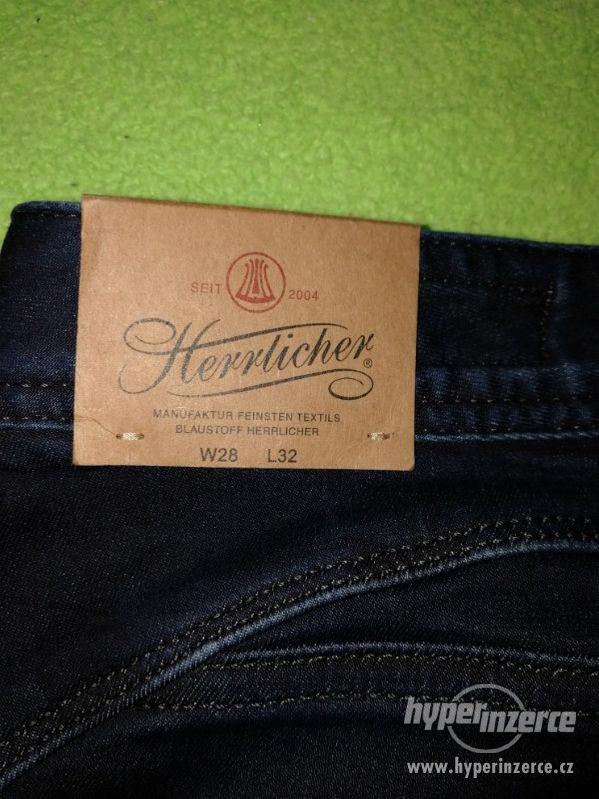 SEIT 2004
Herrlicher®
MANUFAKTUR FEINSTEN TEXTILS
BLAUSTOFF HERRLICHER
W28 L32
hyperinzerce
www.hyperinzerce.cz